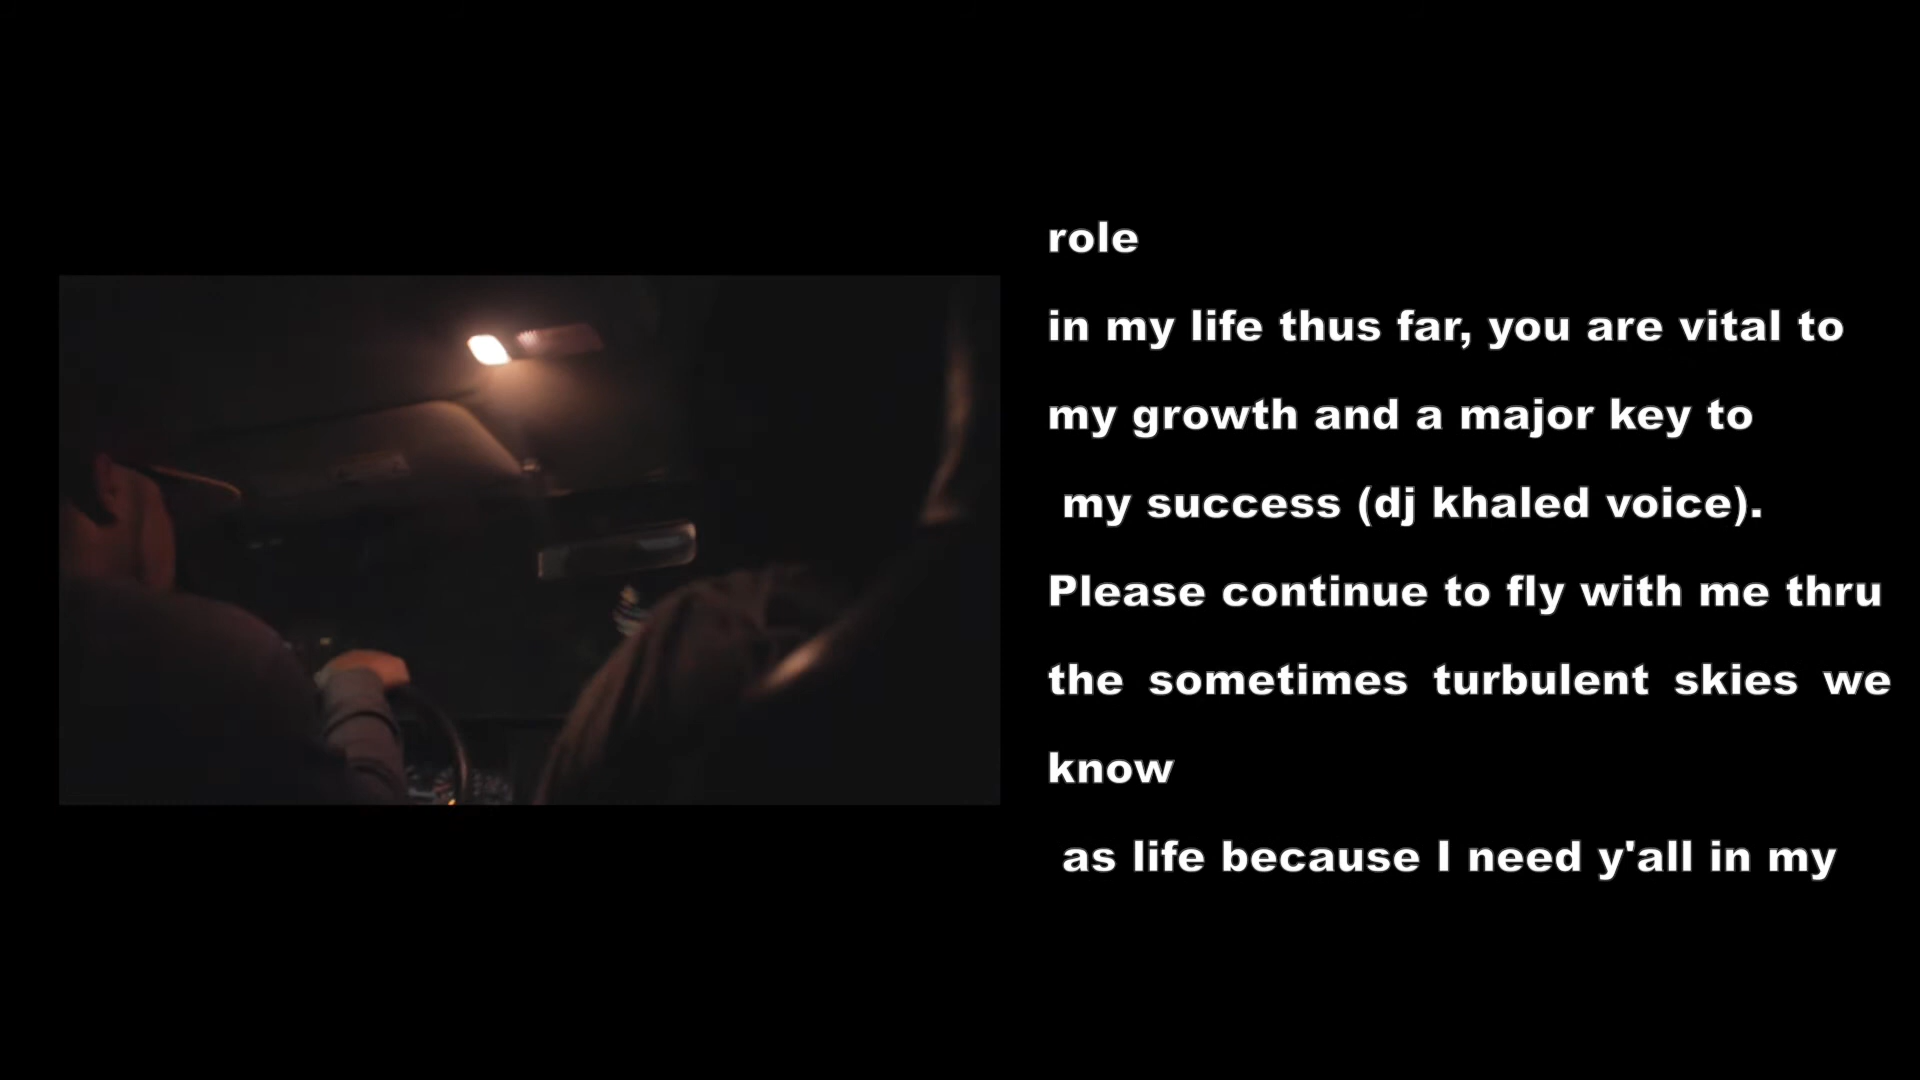 role
in my life thus far, you are vital to
my growth and a major key to
my success (dj khaled voice).
Please continue to fly with me thru
the sometimes turbulent skies we
know
as life because I need y'all in my